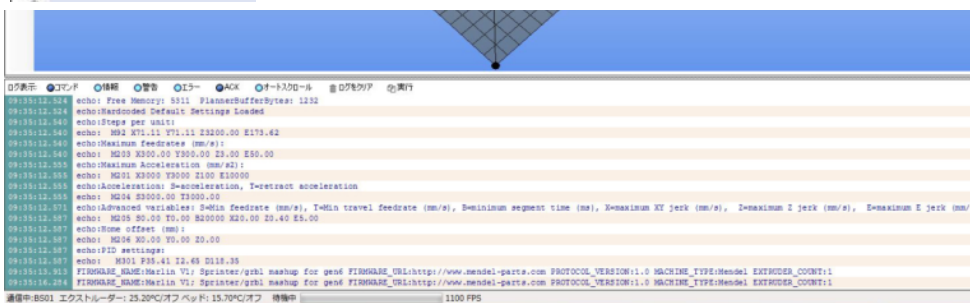 ログ表示: コマンド 情報 警告 エラー ACK オートスクロール ログをクリア 実行
09:35:12.524 echo: Free Memory: 5311 PlannerBufferBytes: 1232
09:35:12.524 echo:Hardcoded Default Settings Loaded
09:35:12.540 echo:Steps per unit:
09:35:12.540 echo: M92 X71.11 Y71.11 Z3200.00 E173.62
09:35:12.540 echo:Maximum feedrates (mm/s):
09:35:12.540 echo: M203 X300.00 Y300.00 Z3.00 E50.00
09:35:12.555 echo:Maximum Acceleration (mm/s2):
09:35:12.555 echo: M201 X3000 Y3000 Z100 E10000
09:35:12.555 echo:Acceleration: S=acceleration, T=retract acceleration
09:35:12.555 echo: M204 S3000.00 T3000.00
09:35:12.571 echo:Advanced variables: S=Min feedrate (mm/s), T=Min travel feedrate (mm/s), B=minimum segment time (ms), X=maximum XY jerk (mm/s), Z=maximum Z jerk (mm/s), E=maximum E jerk (mm/
09:35:12.587 echo: M205 S0.00 T0.00 B20000 X20.00 Z0.40 E5.00
09:35:12.587 echo:Home offset (mm):
09:35:12.587 echo: M206 X0.00 Y0.00 Z0.00
09:35:12.587 echo:PID settings:
09:35:12.587 echo: M301 P35.41 I2.65 D118.35
09:35:13.913 FIRMWARE_NAME:Marlin V1; Sprinter/grbl mashup for gen6 FIRMWARE_URL:http://www.mendel-parts.com PROTOCOL_VERSION:1.0 MACHINE_TYPE:Mendel EXTRUDER_COUNT:1
09:35:16.284 FIRMWARE_NAME:Marlin V1; Sprinter/grbl mashup for gen6 FIRMWARE_URL:http://www.mendel-parts.com PROTOCOL_VERSION:1.0 MACHINE_TYPE:Mendel EXTRUDER_COUNT:1
通信中:BS01 エクストルーダー: 25.20℃/オフ ベッド: 15.70℃/オフ 待機中 1100 FPS